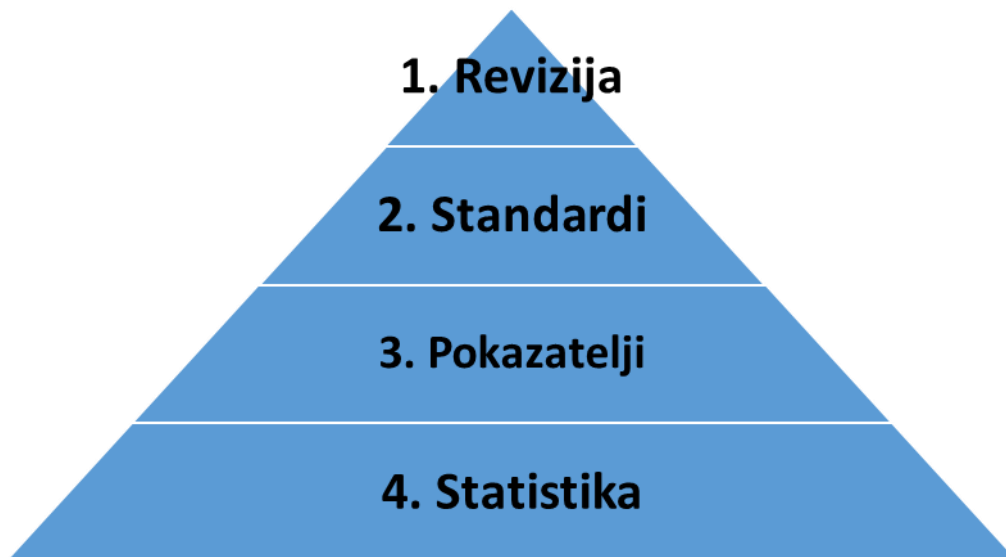 1. Revizija
2. Standardi
3. Pokazatelji
4. Statistika